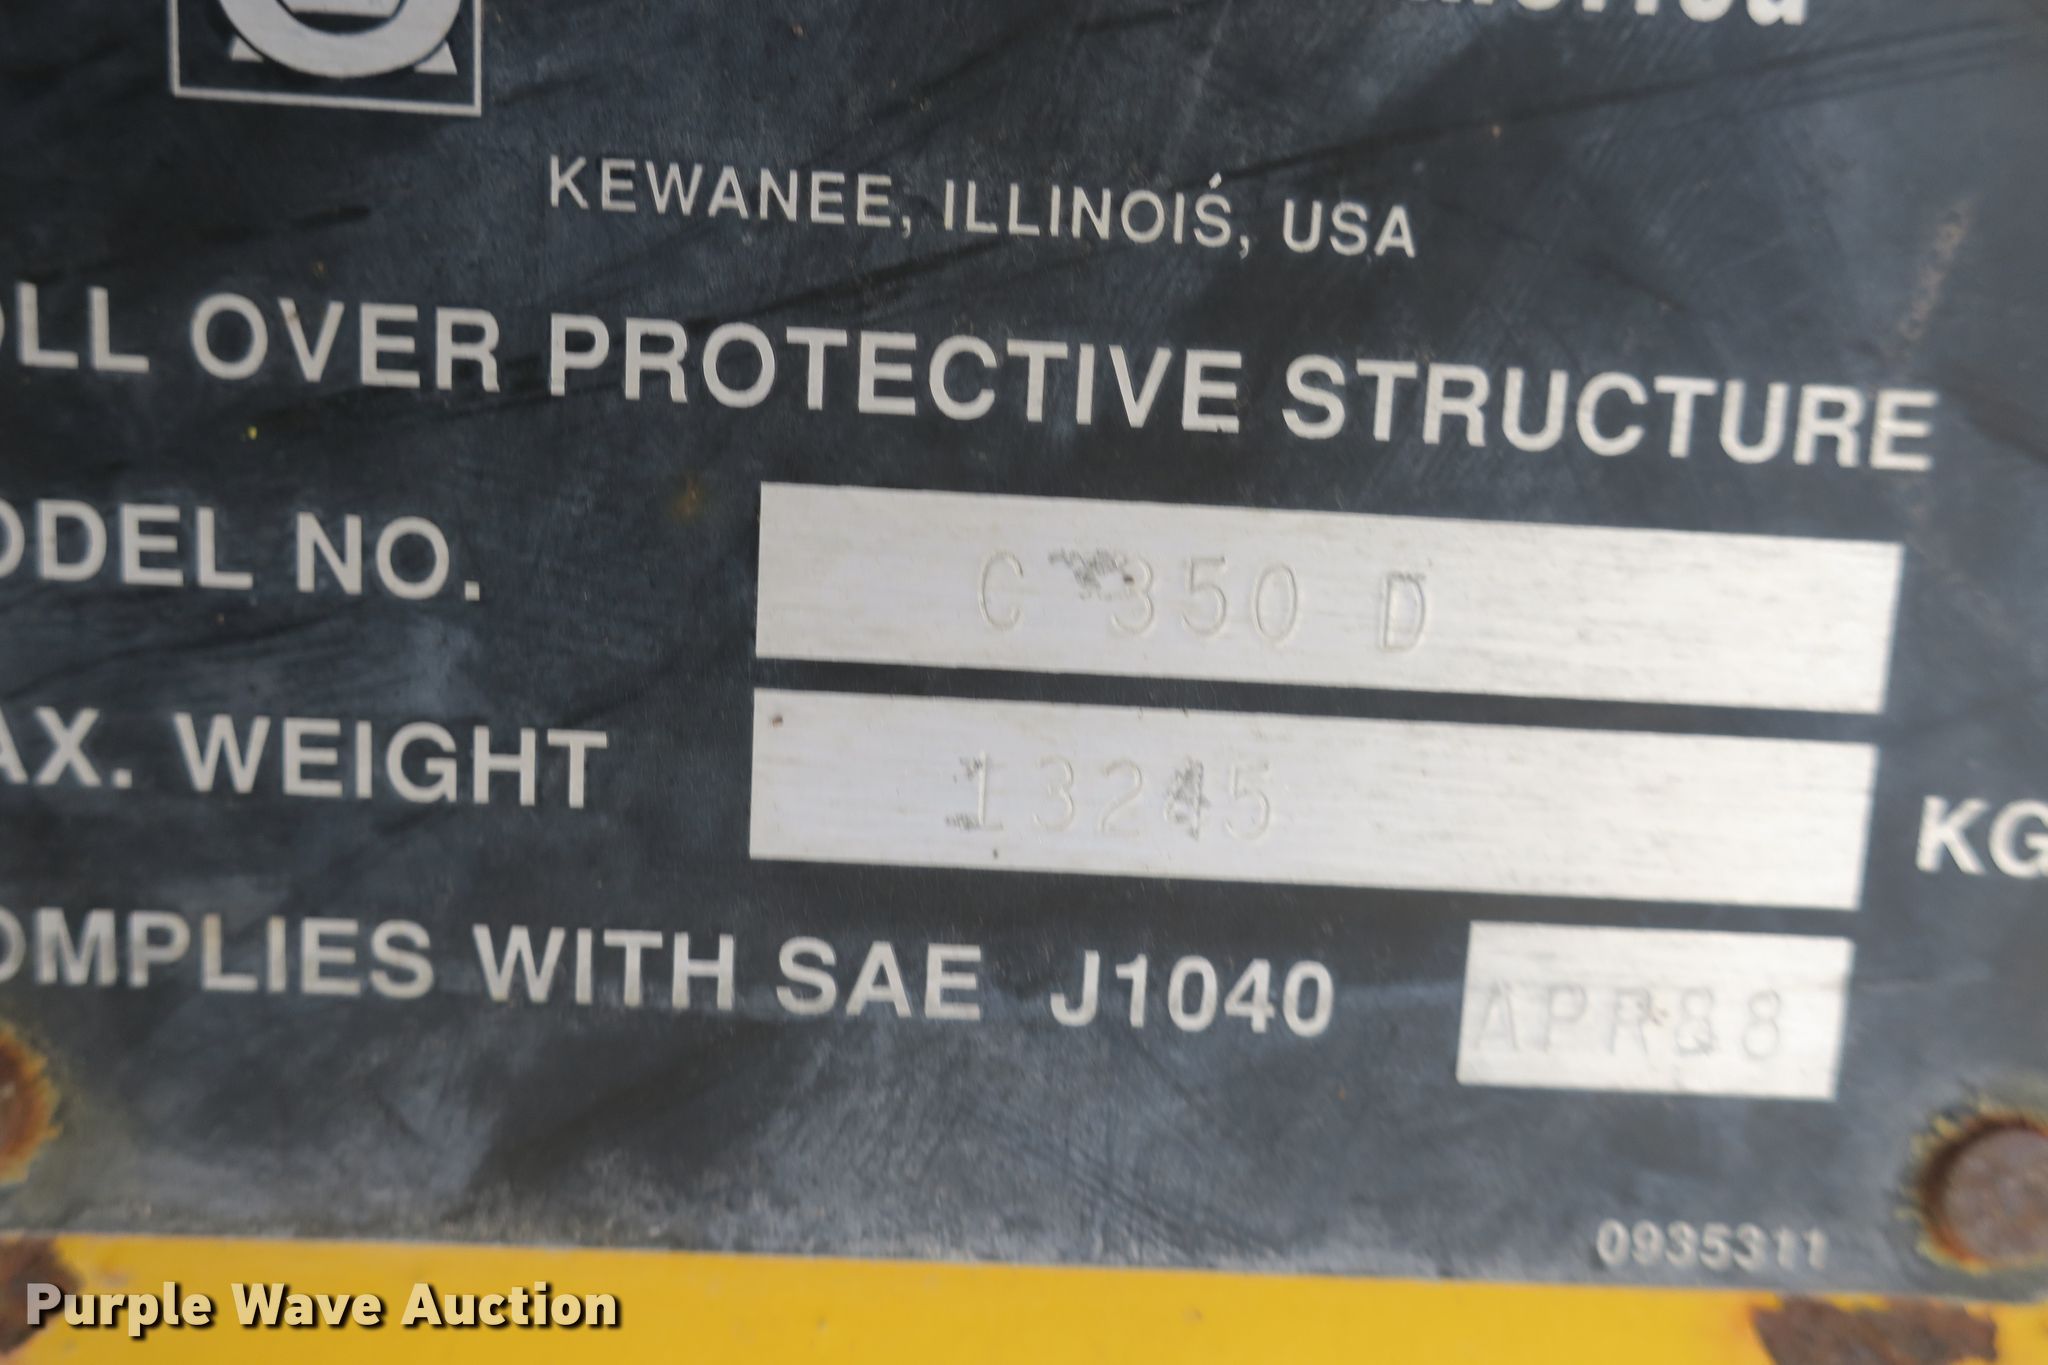 KEWANEE, ILLINOIS, USA
OLL OVER PROTECTIVE STRUCTURE
ODEL NO. C 350 D
AX. WEIGHT 13245 KG
OMPLIES WITH SAE J1040 APR88
0935311
Purple Wave Auction